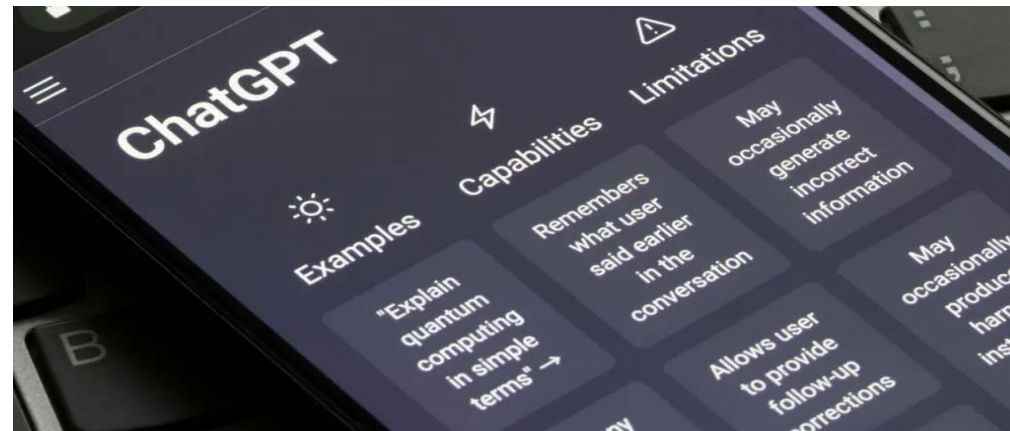 ChatGPT
Examples
"Explain
quantum
computing
in simple
terms" →
Capabilities
Remembers
what user
said earlier
in the
conversation
Allows user
to provide
follow-up
Limitations
May
occasionally
generate
incorrect
information
May
occasionally
B